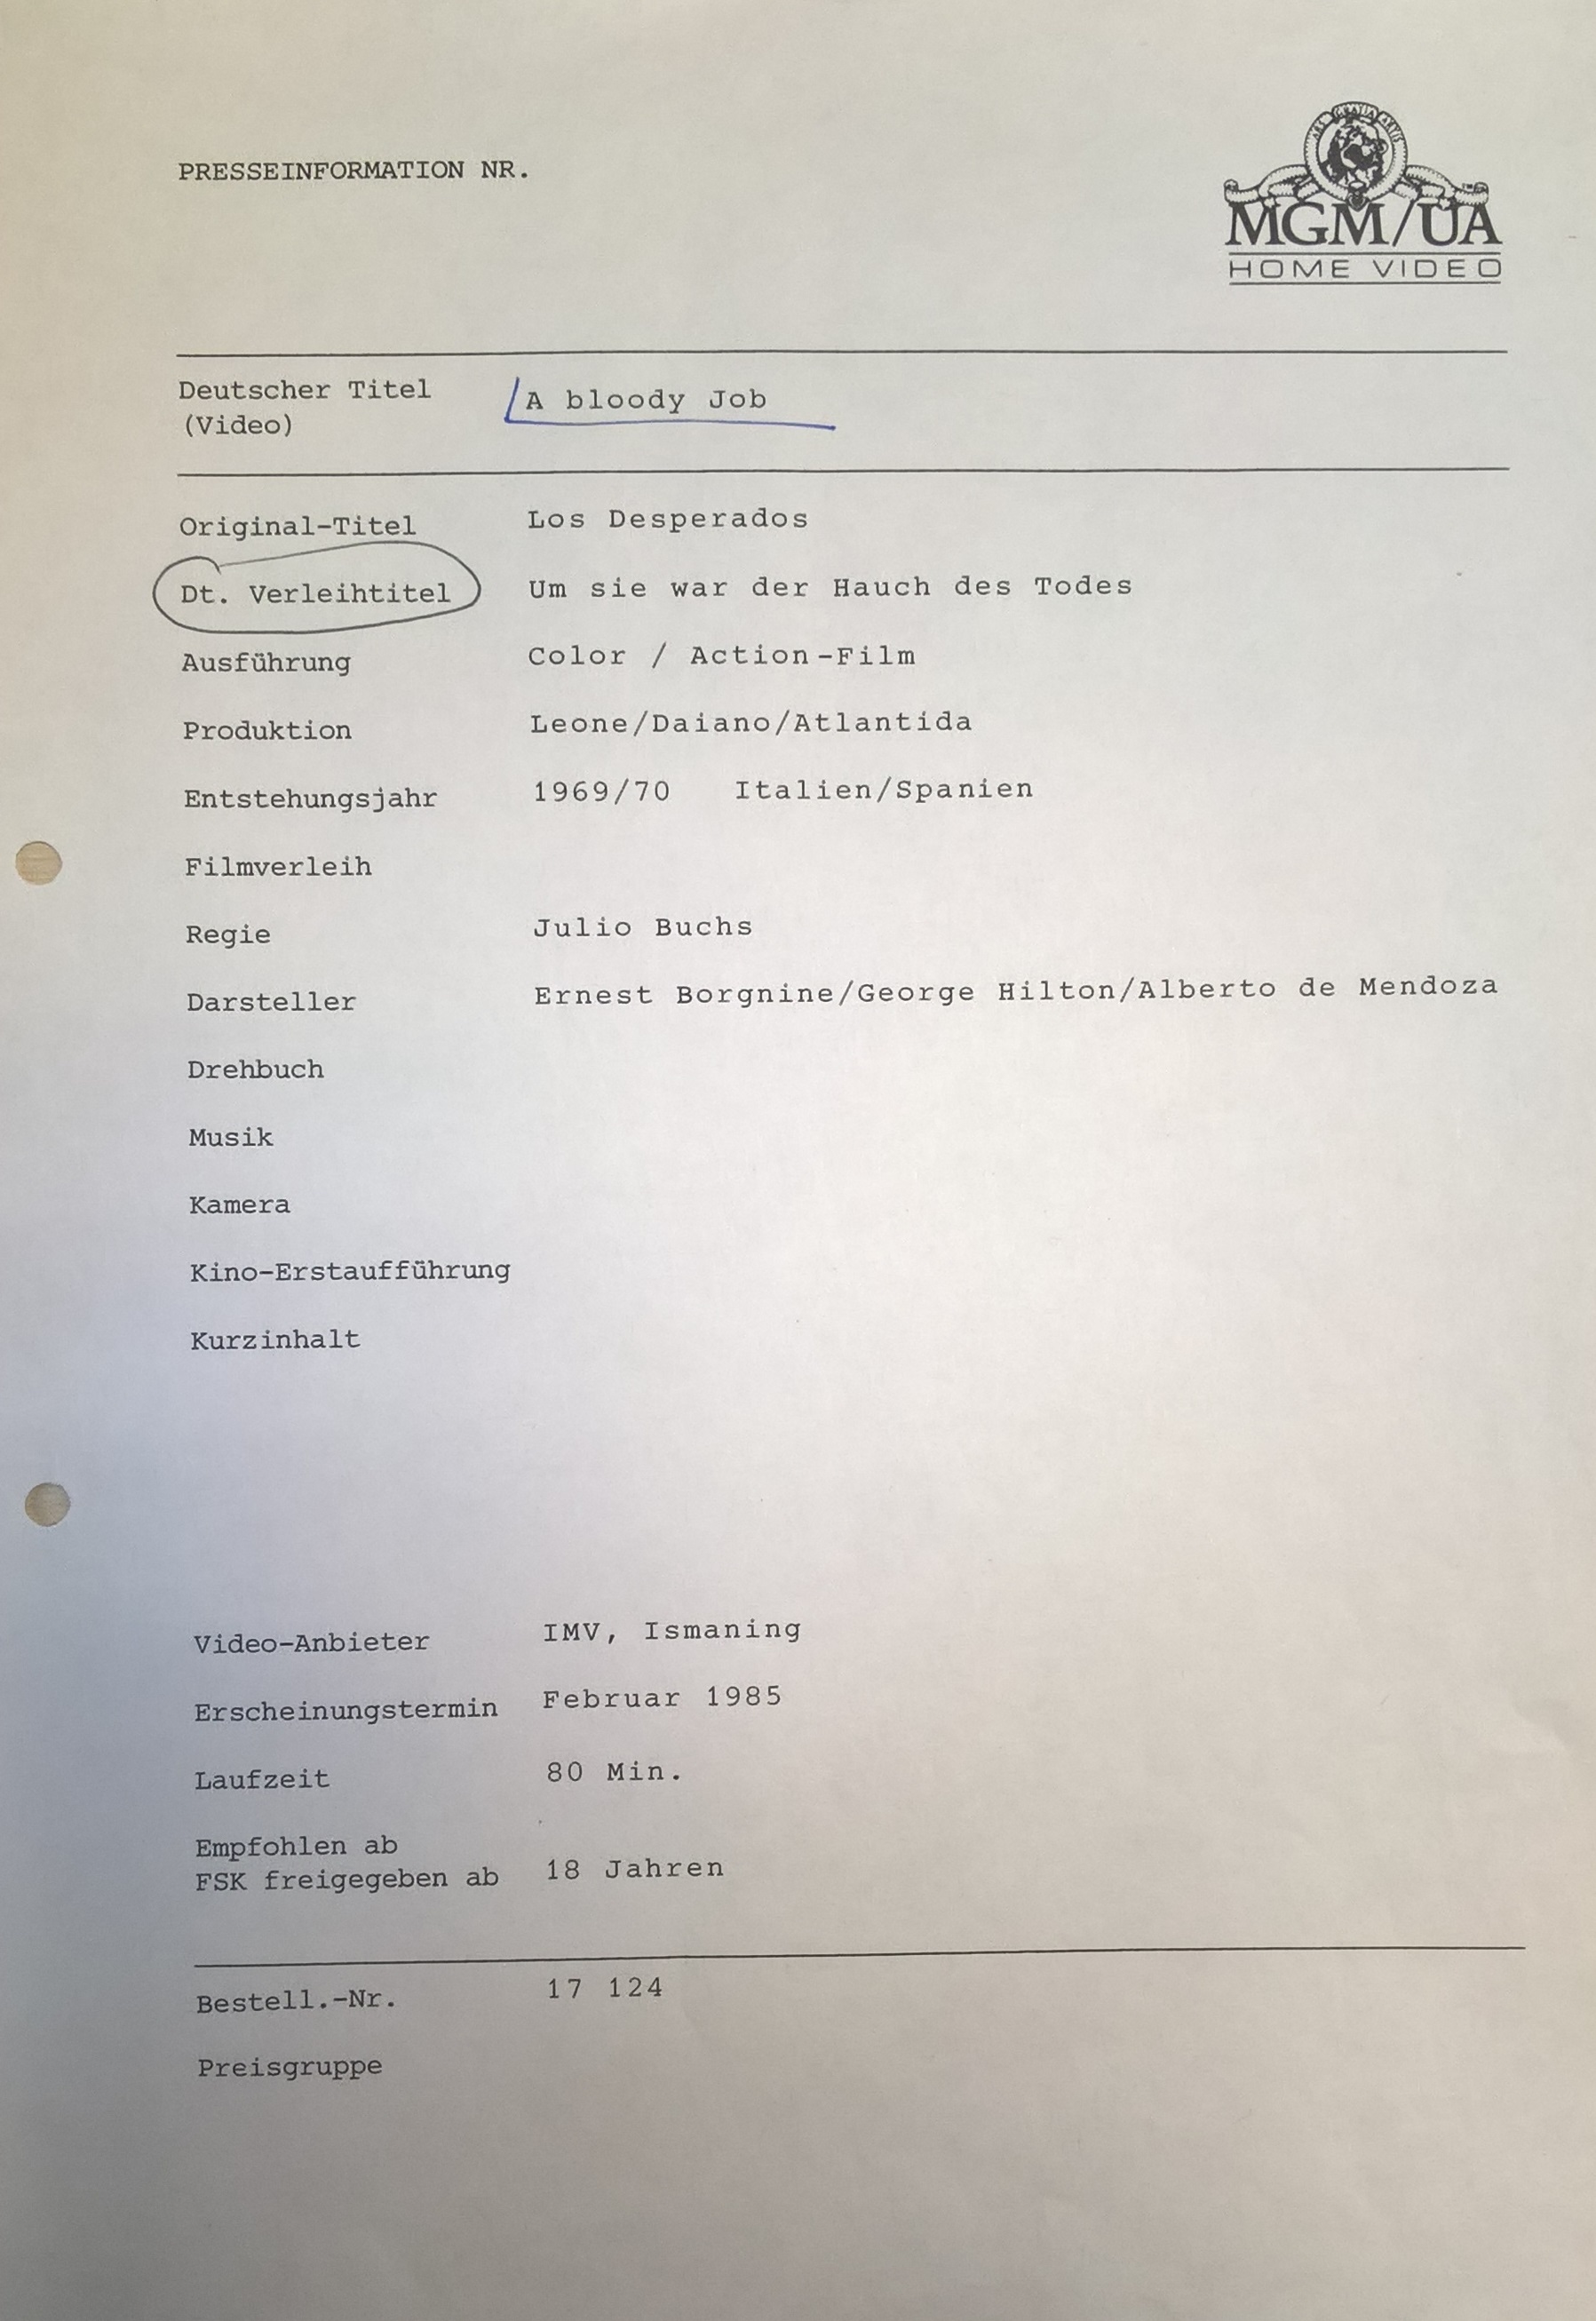 ARS GRATIA ARTIS
PRESSEINFORMATION NR.
MGM/UA
HOME VIDEO
Deutscher Titel A bloody Job
(Video)
Original-Titel Los Desperados
Dt. Verleihtitel Um sie war der Hauch des Todes
Ausführung Color / Action-Film
Produktion Leone/Daiano/Atlantida
Entstehungsjahr 1969/70 Italien/Spanien
Filmverleih
Regie Julio Buchs
Darsteller Ernest Borgnine/George Hilton/Alberto de Mendoza
Drehbuch
Musik
Kamera
Kino-Erstaufführung
Kurzinhalt
Video-Anbieter IMV, Ismaning
Erscheinungstermin Februar 1985
Laufzeit 80 Min.
Empfohlen ab
FSK freigegeben ab 18 Jahren
Bestell.-Nr. 17 124
Preisgruppe